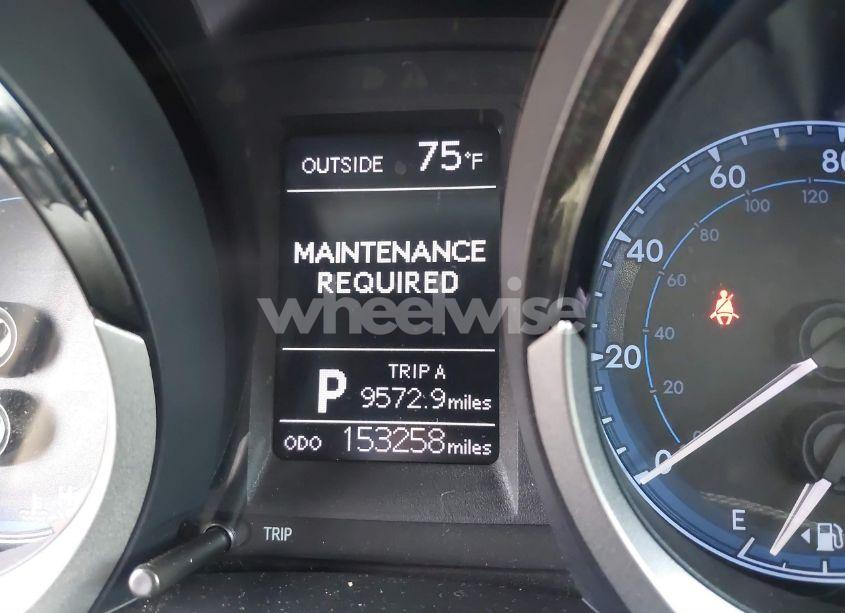 OUTSIDE 75°F
MAINTENANCE
REQUIRED
wheelwise
TRIP A
P 9572.9 miles
ODO 153258 miles
TRIP
0
20
40
60
80
20
40
60
80
100
120
E
H